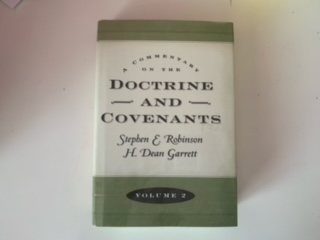 A COMMENTARY
ON THE
DOCTRINE
AND
COVENANTS
Stephen E Robinson
H. Dean Garrett
VOLUME 2